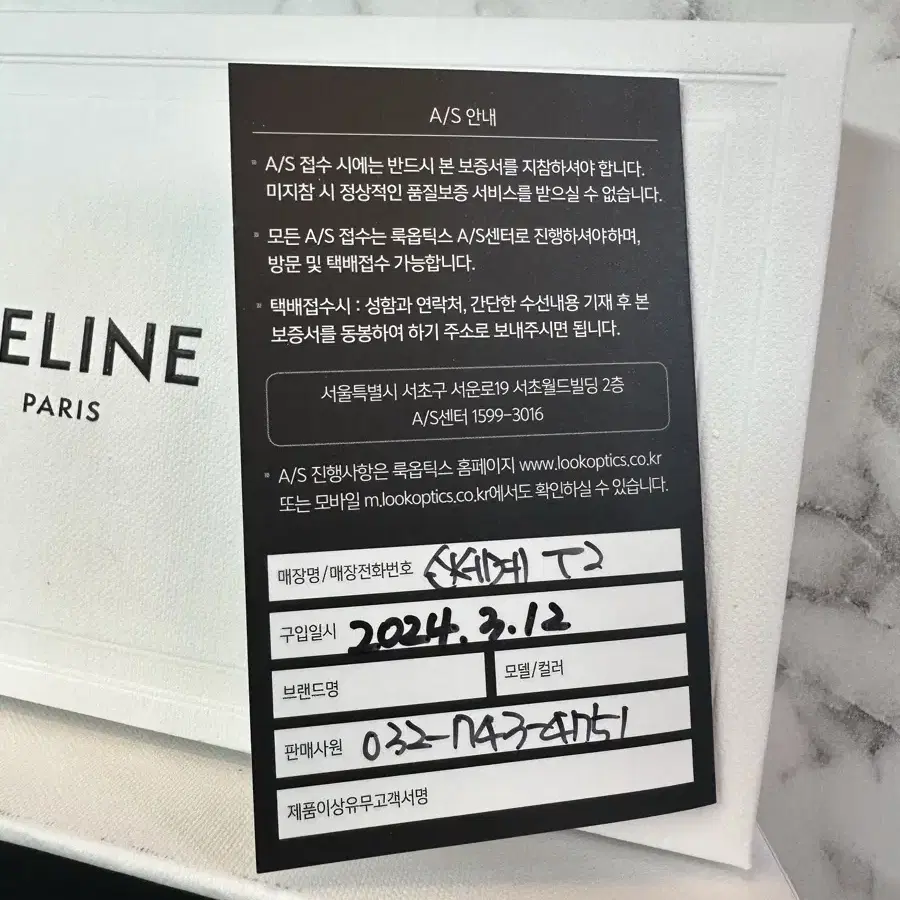 ELINE
PARIS
A/S 안내
A/S 접수 시에는 반드시 본 보증서를 지참하셔야 합니다.
미지참 시 정상적인 품질보증 서비스를 받으실 수 없습니다.
모든 A/S 접수는 룩옵틱스 A/S센터로 진행하셔야하며,
방문 및 택배접수 가능합니다.
택배접수시 : 성함과 연락처, 간단한 수선내용 기재 후 본
보증서를 동봉하여 하기 주소로 보내주시면 됩니다.
서울특별시 서초구 서운로19 서초월드빌딩 2층
A/S센터 1599-3016
A/S 진행사항은 룩옵틱스 홈페이지 www.lookoptics.co.kr
또는 모바일 m.lookoptics.co.kr에서도 확인하실 수 있습니다.
매장명/매장전화번호 신세계 T2
구입일시 2024.3.12
브랜드명 모델/컬러
판매사원 032-743-4751
제품이상유무고객서명